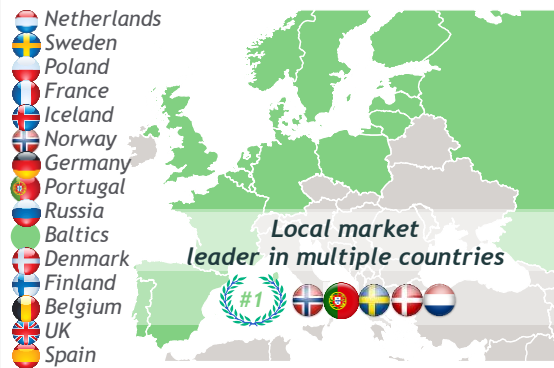 Netherlands
Sweden
Poland
France
Iceland
Norway
Germany
Portugal
Russia
Baltics
Denmark
Finland
Belgium
UK
Spain
Local market
leader in multiple countries
#1